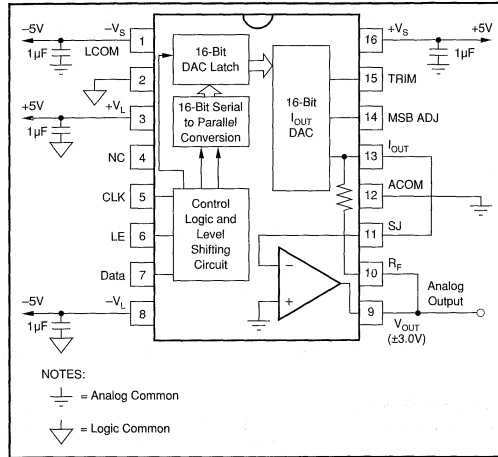 –5V
–V_S
1µF
LCOM
1
2
+5V
+V_L
3
1µF
NC
4
CLK
5
LE
6
Data
7
–5V
–V_L
8
1µF
16-Bit
DAC Latch
16-Bit Serial
to Parallel
Conversion
Control
Logic and
Level
Shifting
Circuit
16-Bit
I_OUT
DAC
–
+
16
+V_S
+5V
1µF
15
TRIM
14
MSB ADJ
13
I_OUT
12
ACOM
11
SJ
10
R_F
9
V_OUT
(±3.0V)
Analog
Output
NOTES:
= Analog Common
= Logic Common